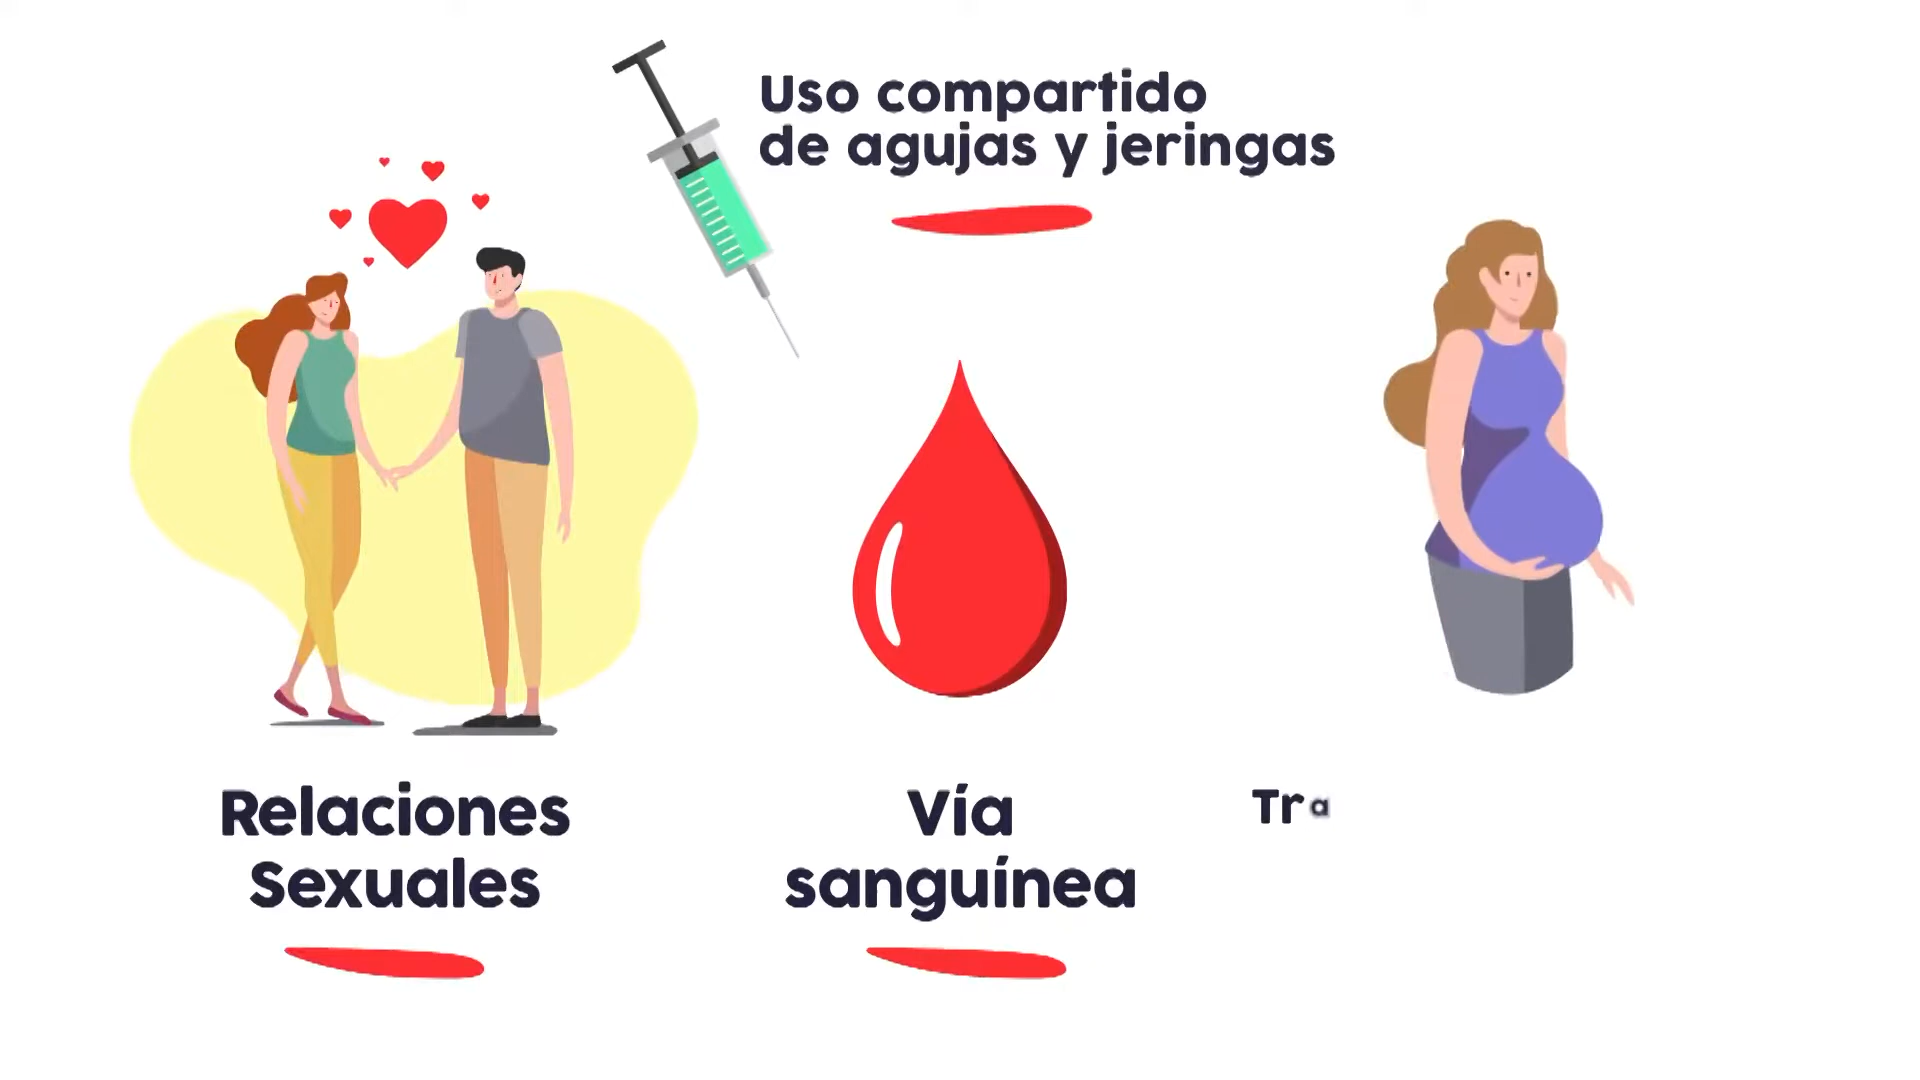 Uso compartido
de agujas y jeringas
Relaciones
Sexuales
Vía
sanguínea
Tra